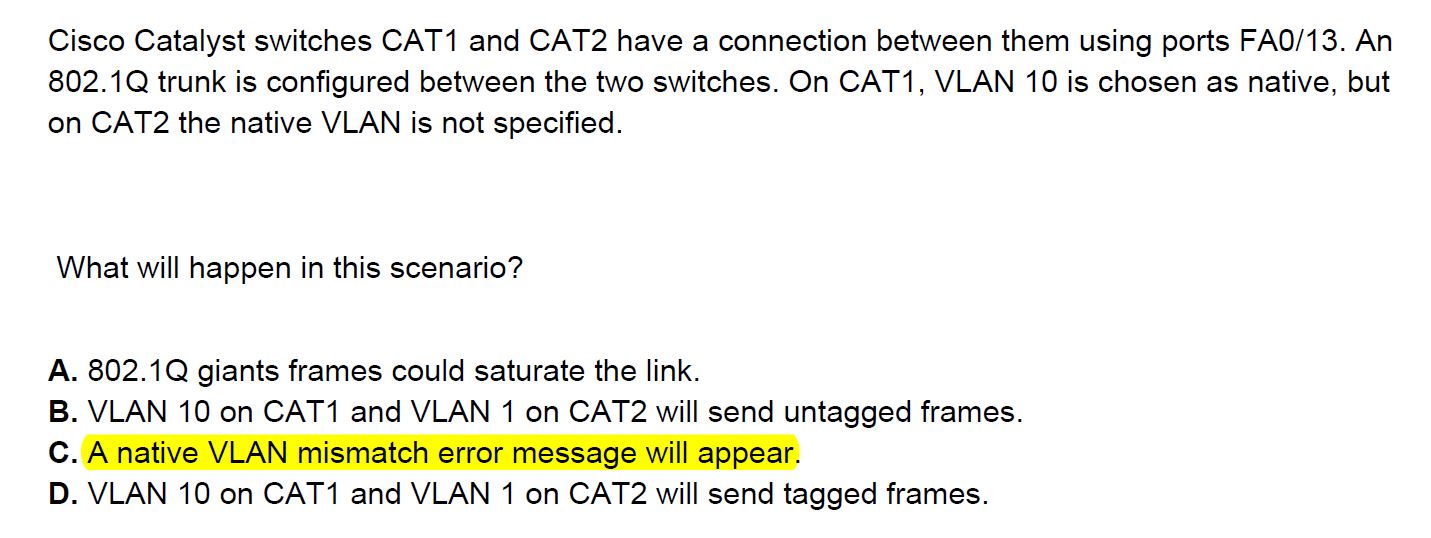 Cisco Catalyst switches CAT1 and CAT2 have a connection between them using ports FA0/13. An
802.1Q trunk is configured between the two switches. On CAT1, VLAN 10 is chosen as native, but
on CAT2 the native VLAN is not specified.
What will happen in this scenario?
A. 802.1Q giants frames could saturate the link.
B. VLAN 10 on CAT1 and VLAN 1 on CAT2 will send untagged frames.
C. A native VLAN mismatch error message will appear.
D. VLAN 10 on CAT1 and VLAN 1 on CAT2 will send tagged frames.